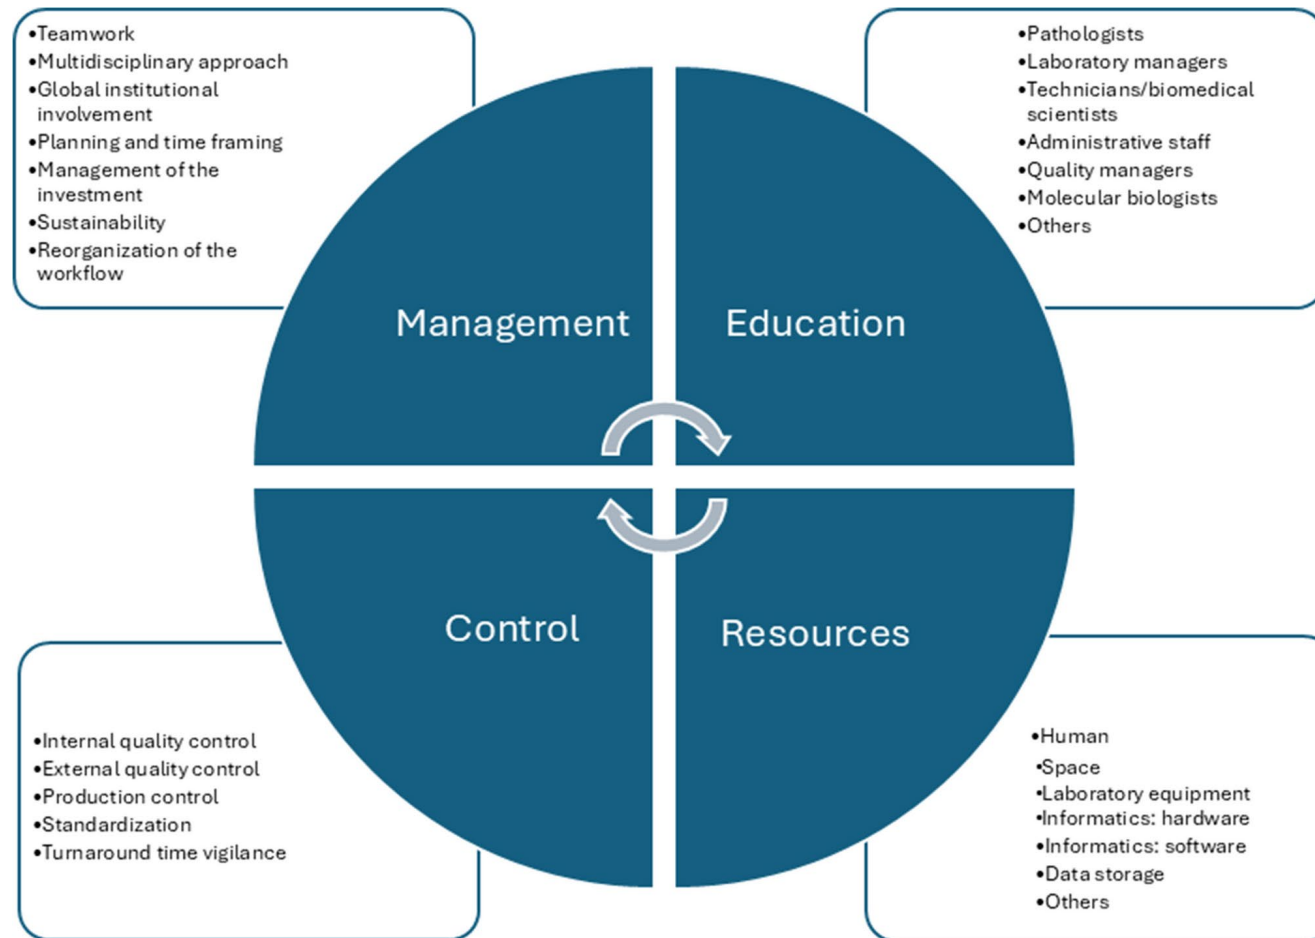 •Teamwork
•Multidisciplinary approach
•Global institutional
involvement
•Planning and time framing
•Management of the
investment
•Sustainability
•Reorganization of the
workflow
•Pathologists
•Laboratory managers
•Technicians/biomedical
scientists
•Administrative staff
•Quality managers
•Molecular biologists
•Others
Management
Education
Control
Resources
•Internal quality control
•External quality control
•Production control
•Standardization
•Turnaround time vigilance
•Human
•Space
•Laboratory equipment
•Informatics: hardware
•Informatics: software
•Data storage
•Others